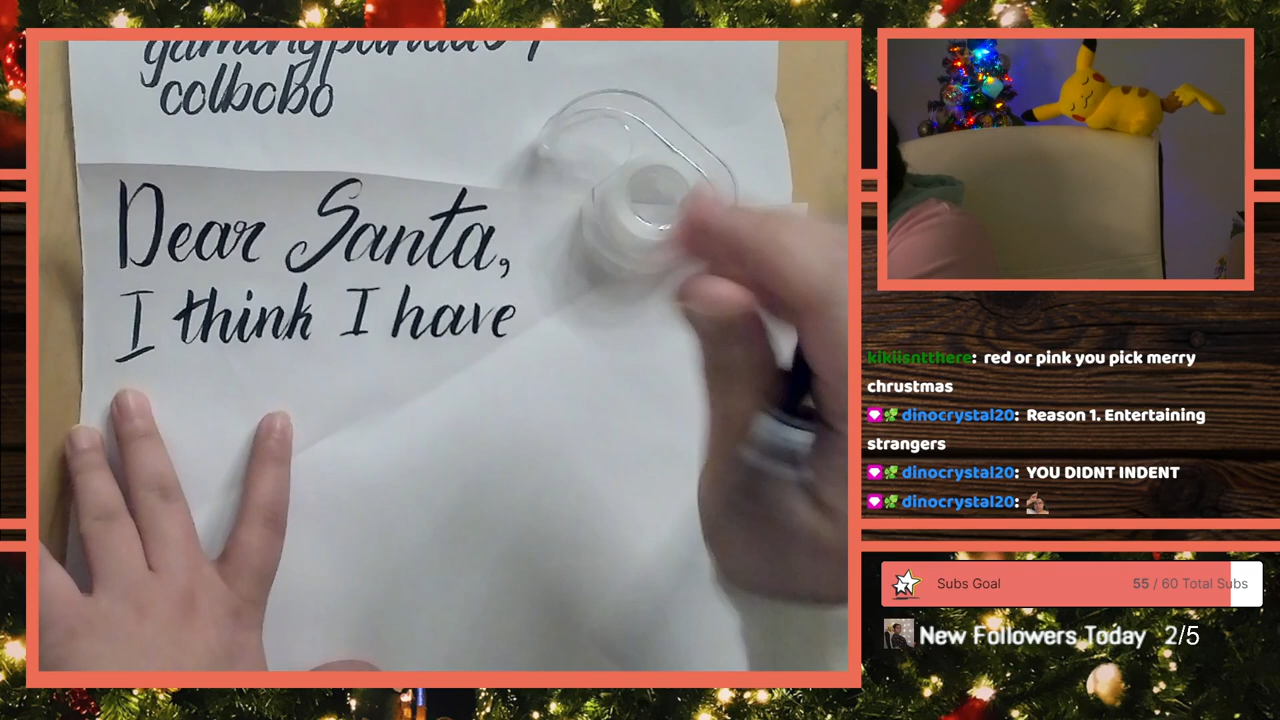 colbobo
Dear Santa,
I think I have
kikiisntthere: red or pink you pick merry
chrustmas
dinocrystal20: Reason 1. Entertaining
strangers
dinocrystal20: YOU DIDNT INDENT
dinocrystal20:
Subs Goal
55 / 60 Total Subs
New Followers Today 2/5